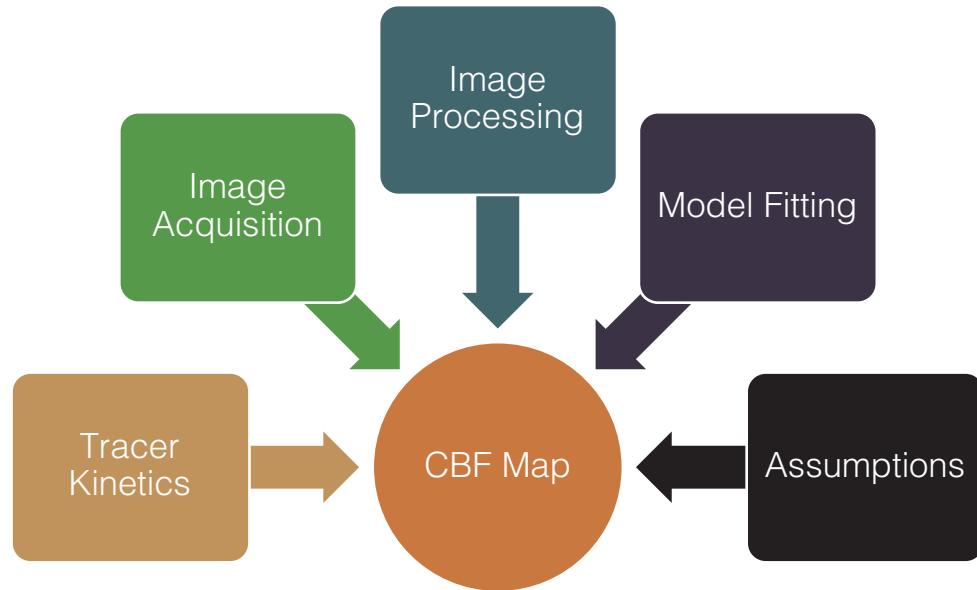 Image
Processing
Image
Acquisition
Model Fitting
Tracer
Kinetics
CBF Map
Assumptions